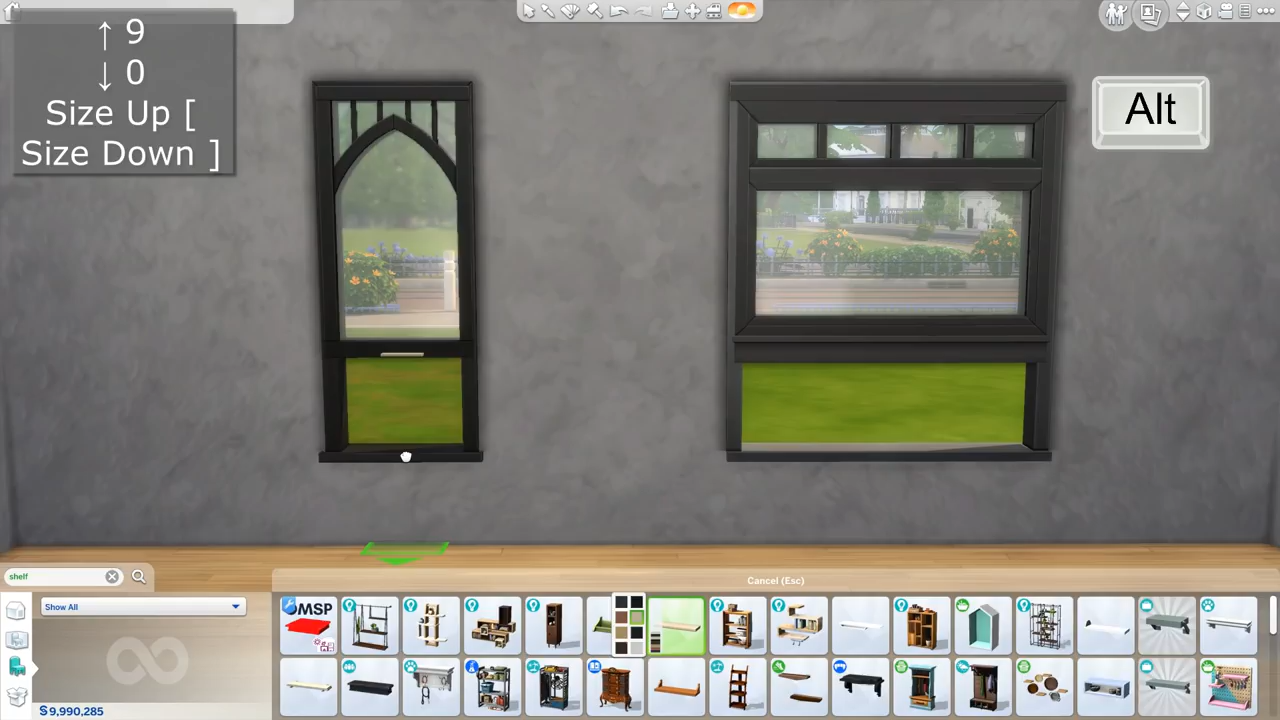 ↑ 9
↓ 0
Size Up [
Size Down ]
Alt
shelf
Cancel (Esc)
Show All
MSP
§9,990,285